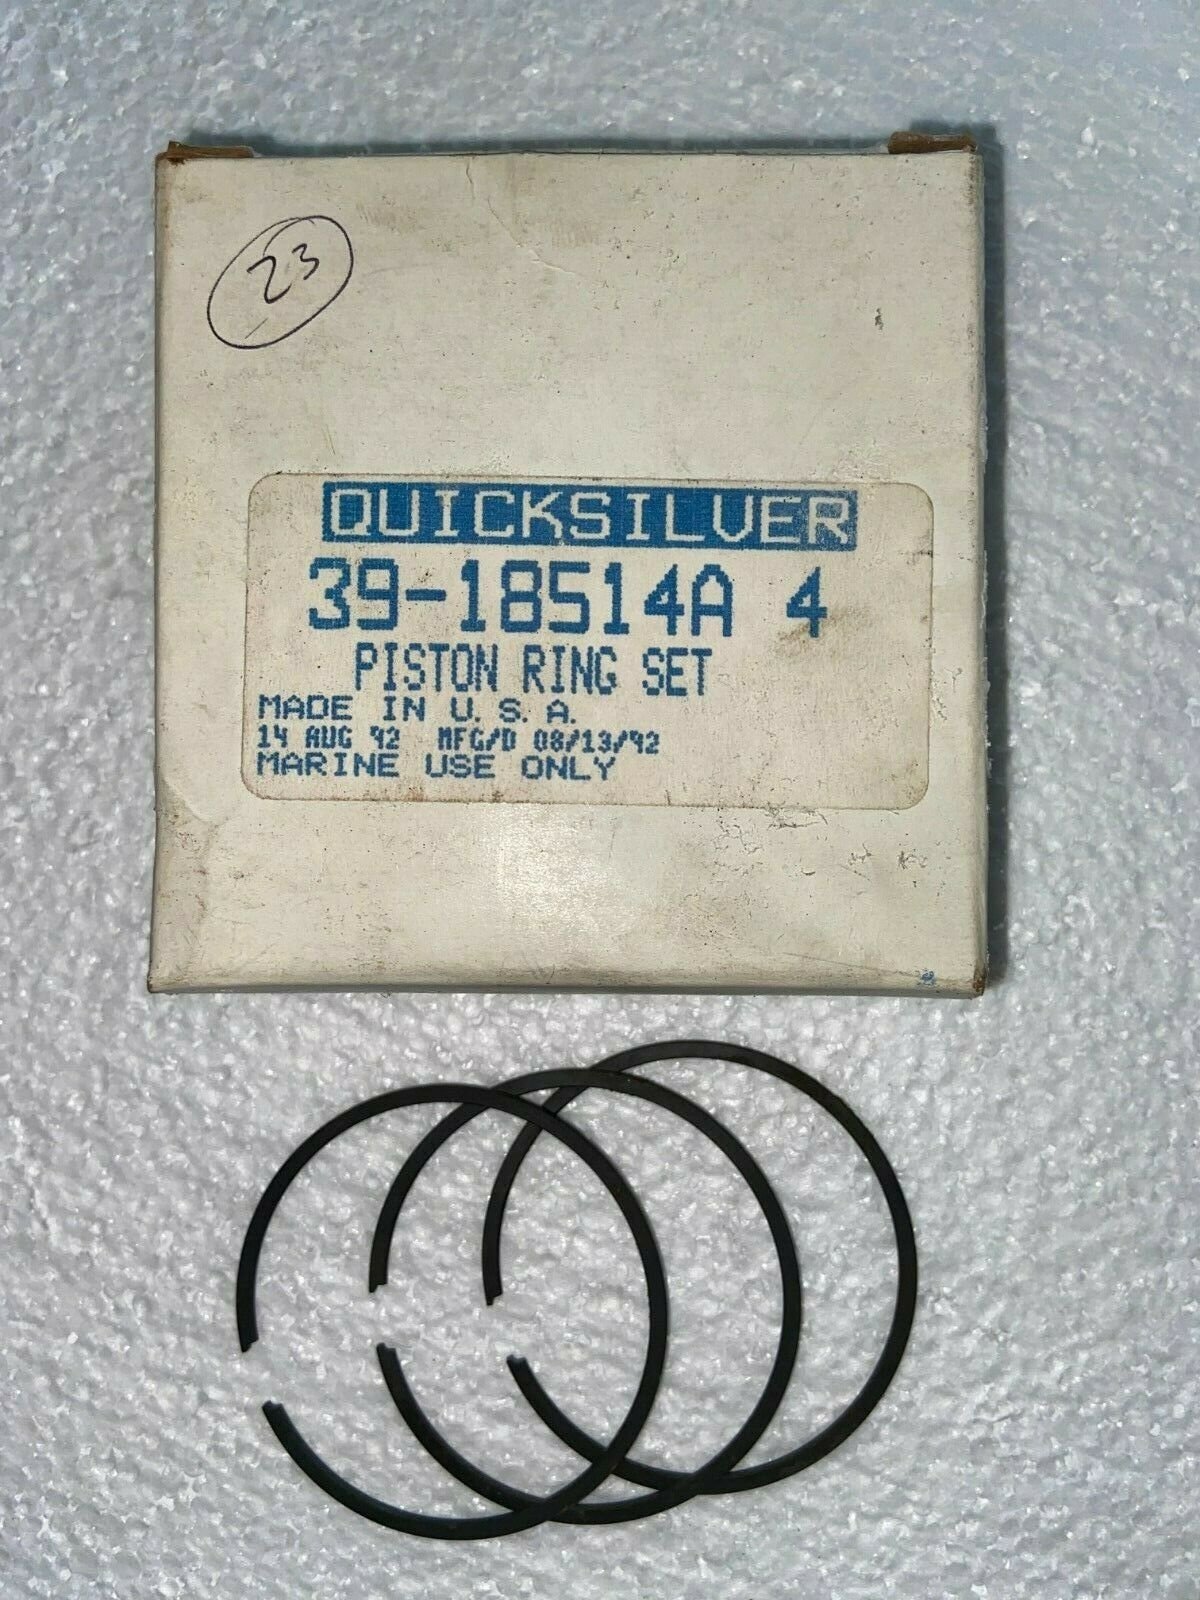 23
QUICKSILVER
39-18514A 4
PISTON RING SET
MADE IN U.S.A.
14 AUG 92 MFG/D 08/13/92
MARINE USE ONLY